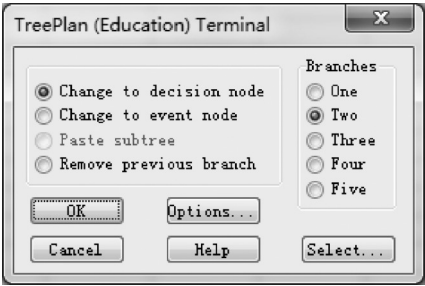 TreePlan (Education) Terminal
Change to decision node
Change to event node
Paste subtree
Remove previous branch
Branches
One
Two
Three
Four
Five
OK
Options...
Cancel
Help
Select...